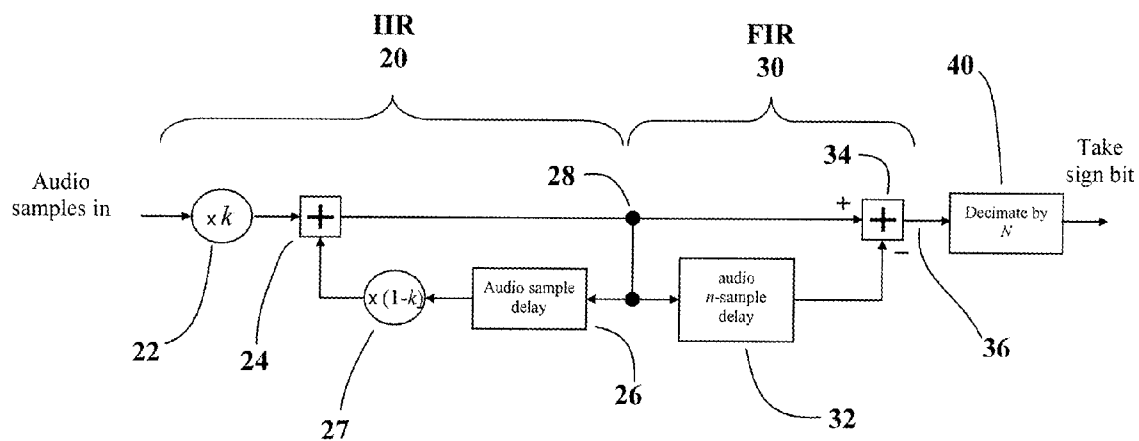 IIR
20
FIR
30
40
Audio
samples in
x k
+
28
+
34
+
−
Decimate by
N
Take
sign bit
x (1-k)
Audio sample
delay
audio
n-sample
delay
22
24
27
26
32
36